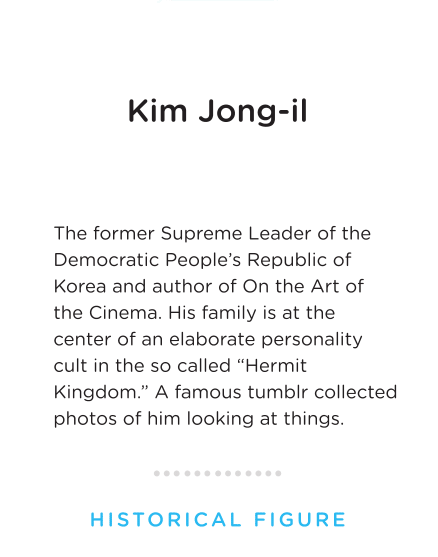 Kim Jong-il
The former Supreme Leader of the
Democratic People’s Republic of
Korea and author of On the Art of
the Cinema. His family is at the
center of an elaborate personality
cult in the so called “Hermit
Kingdom.” A famous tumblr collected
photos of him looking at things.
HISTORICAL FIGURE